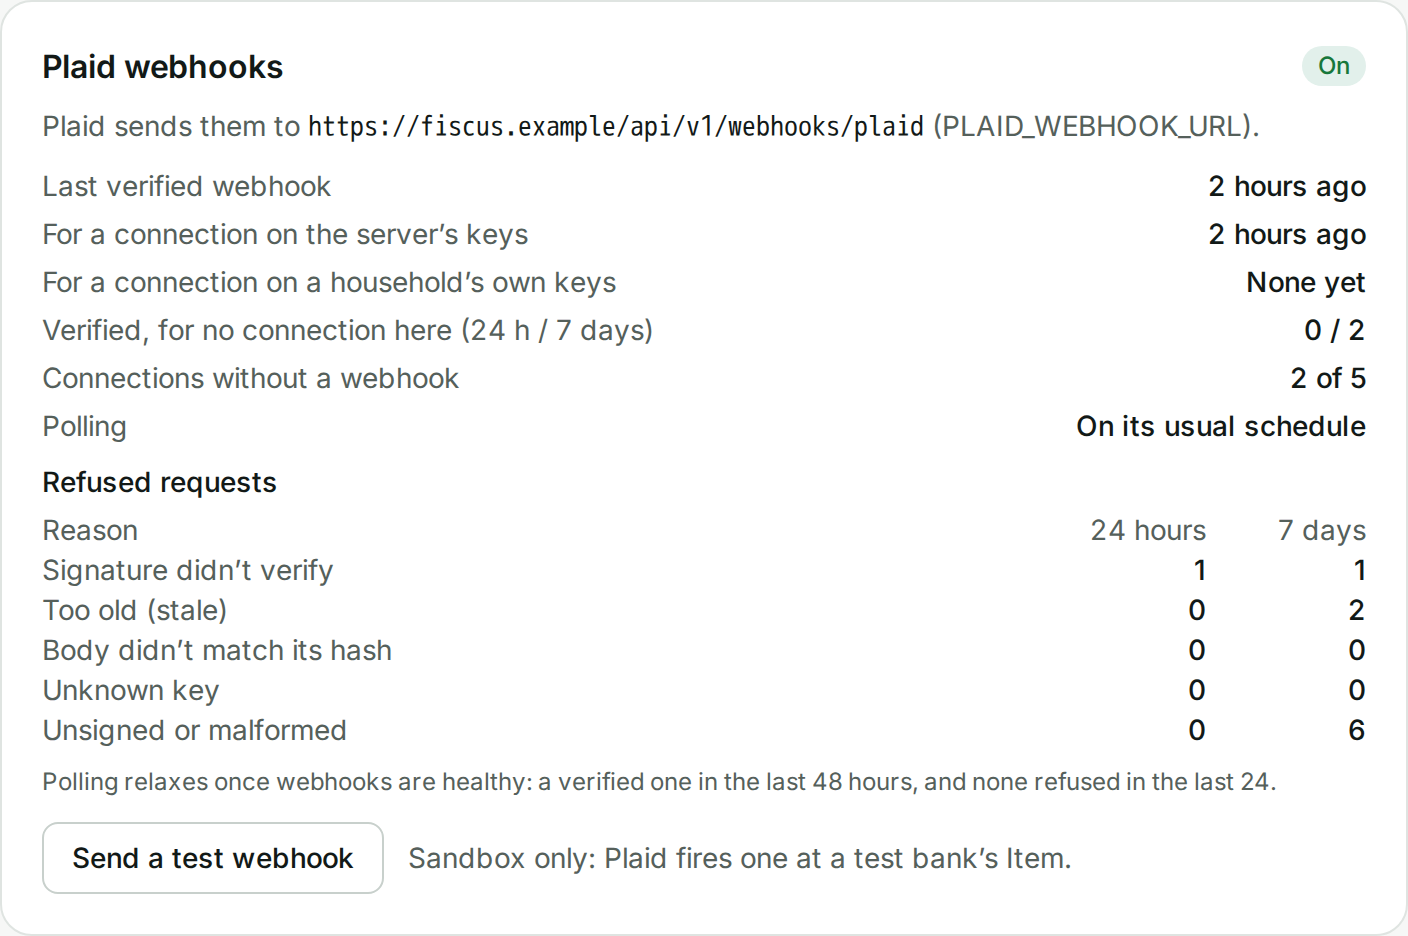 Plaid webhooks On
Plaid sends them to https://fiscus.example/api/v1/webhooks/plaid (PLAID_WEBHOOK_URL).
Last verified webhook 2 hours ago
For a connection on the server’s keys 2 hours ago
For a connection on a household’s own keys None yet
Verified, for no connection here (24 h / 7 days) 0 / 2
Connections without a webhook 2 of 5
Polling On its usual schedule
Refused requests
Reason 24 hours 7 days
Signature didn’t verify 1 1
Too old (stale) 0 2
Body didn’t match its hash 0 0
Unknown key 0 0
Unsigned or malformed 0 6
Polling relaxes once webhooks are healthy: a verified one in the last 48 hours, and none refused in the last 24.
Send a test webhook Sandbox only: Plaid fires one at a test bank’s Item.